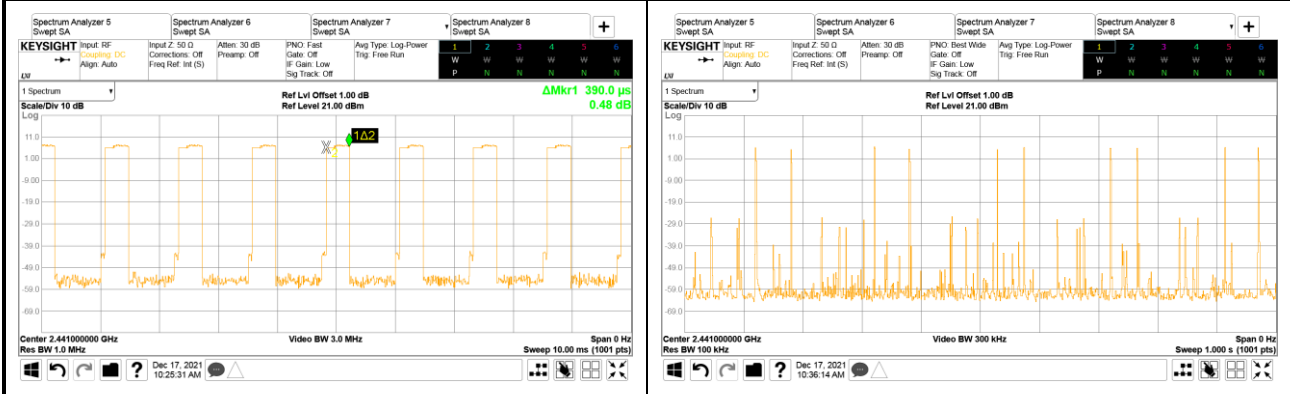 Spectrum Analyzer 5
Swept SA
Spectrum Analyzer 6
Swept SA
Spectrum Analyzer 7
Swept SA
Spectrum Analyzer 8
Swept SA
+
KEYSIGHT
Input: RF
Coupling: DC
Align: Auto
Input Z: 50 Ω
Corrections: Off
Freq Ref: Int (S)
Atten: 30 dB
Preamp: Off
PNO: Fast
Gate: Off
IF Gain: Low
Sig Track: Off
Avg Type: Log-Power
Trig: Free Run
1 2 3 4 5 6
W W W W W W
P N N N N N
LXI
1 Spectrum
Scale/Div 10 dB
Log
Ref Lvl Offset 1.00 dB
Ref Level 21.00 dBm
ΔMkr1 390.0 μs
0.48 dB
1Δ2
11.0
1.00
-9.00
-19.0
-29.0
-39.0
-49.0
-59.0
-69.0
Center 2.441000000 GHz
Res BW 1.0 MHz
Video BW 3.0 MHz
Span 0 Hz
Sweep 10.00 ms (1001 pts)
?
Dec 17, 2021
10:25:31 AM
Spectrum Analyzer 5
Swept SA
Spectrum Analyzer 6
Swept SA
Spectrum Analyzer 7
Swept SA
Spectrum Analyzer 8
Swept SA
+
KEYSIGHT
Input: RF
Coupling: DC
Align: Auto
Input Z: 50 Ω
Corrections: Off
Freq Ref: Int (S)
Atten: 30 dB
Preamp: Off
PNO: Best Wide
Gate: Off
IF Gain: Low
Sig Track: Off
Avg Type: Log-Power
Trig: Free Run
1 2 3 4 5 6
W W W W W W
P N N N N N
LXI
1 Spectrum
Scale/Div 10 dB
Log
Ref Lvl Offset 1.00 dB
Ref Level 21.00 dBm
11.0
1.00
-9.00
-19.0
-29.0
-39.0
-49.0
-59.0
-69.0
Center 2.441000000 GHz
Res BW 100 kHz
Video BW 300 kHz
Span 0 Hz
Sweep 1.000 s (1001 pts)
?
Dec 17, 2021
10:36:14 AM